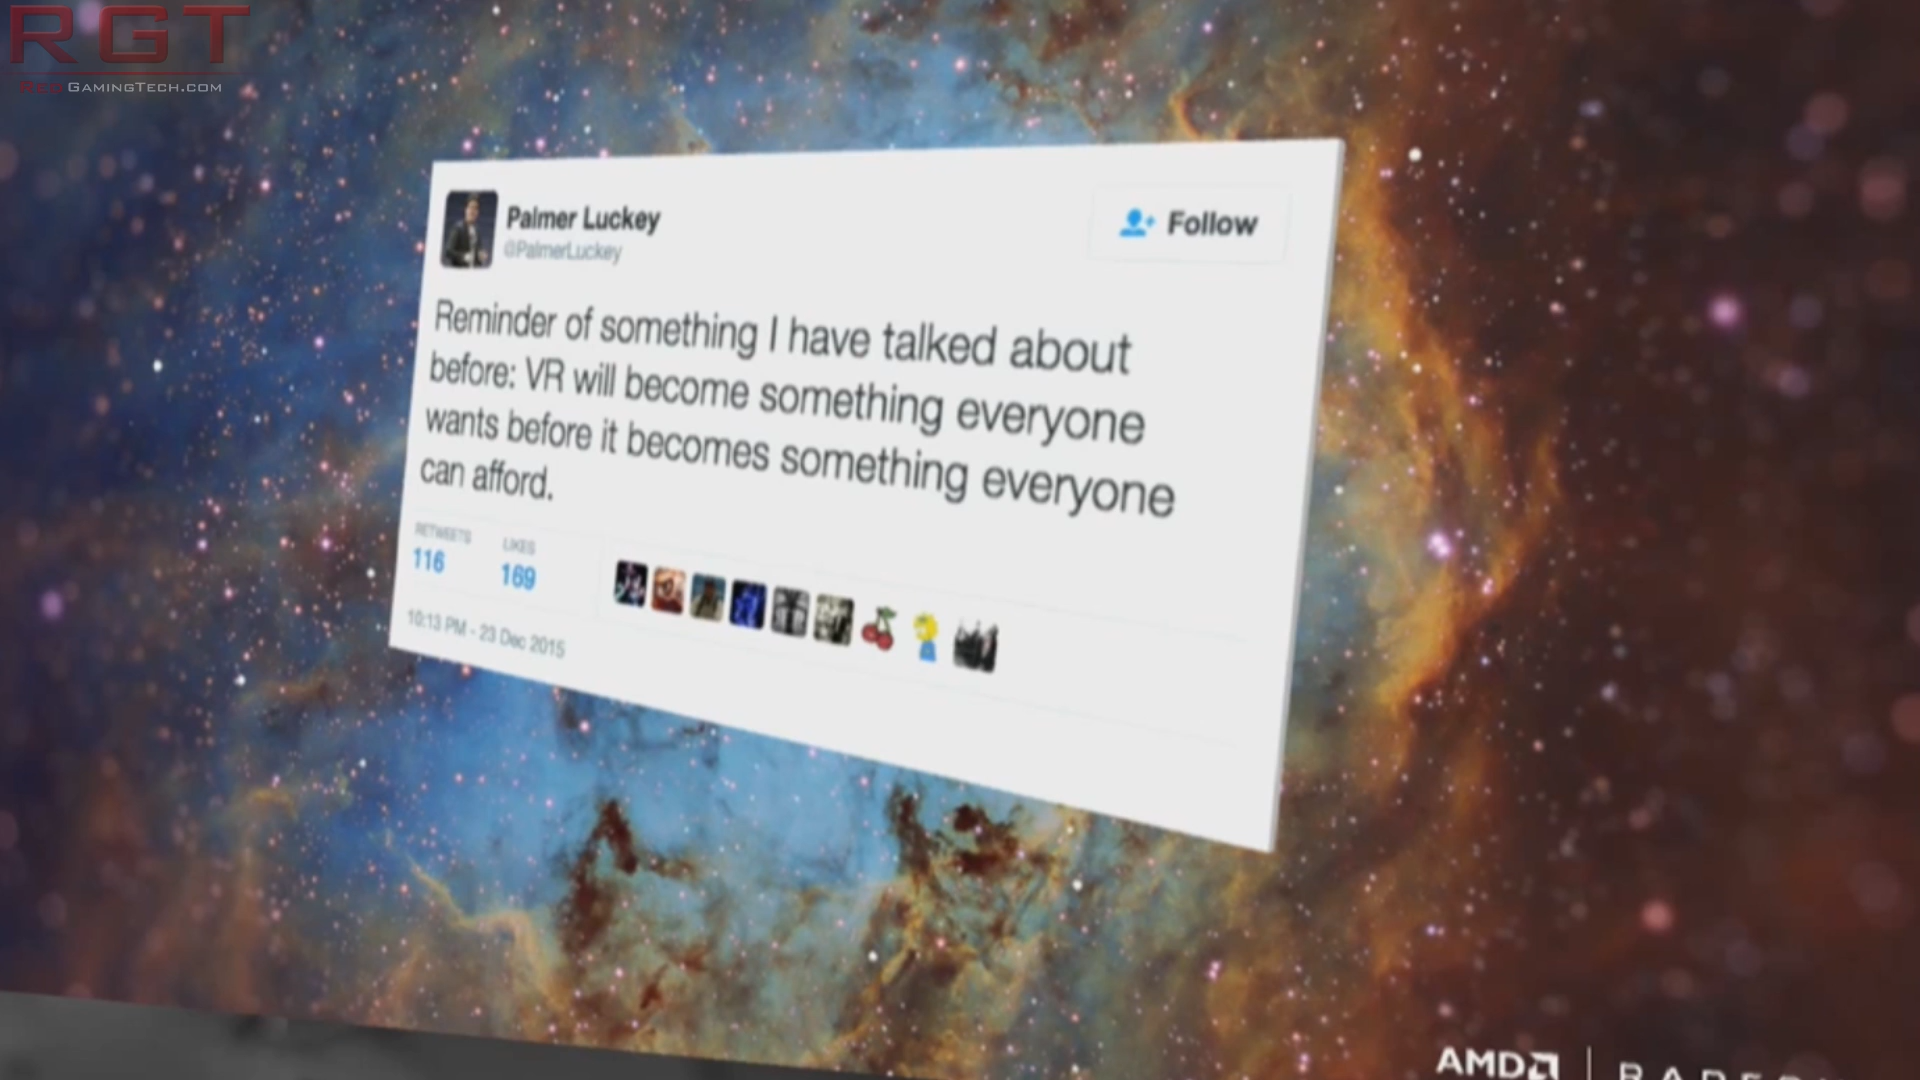 RGT
RedGamingTech.com
Palmer Luckey
@PalmerLuckey
Follow
Reminder of something I have talked about
before: VR will become something everyone
wants before it becomes something everyone
can afford.
RETWEETS
116
LIKES
169
10:13 PM - 23 Dec 2015
AMD